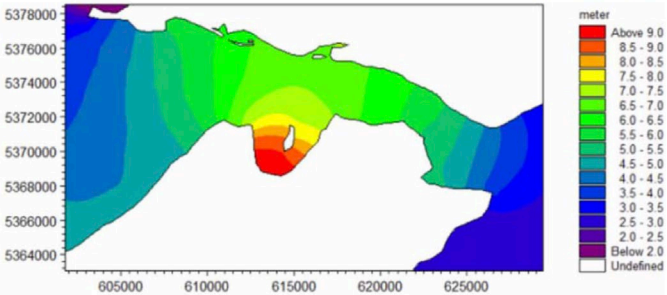 5378000
5376000
5374000
5372000
5370000
5368000
5366000
5364000
605000 610000 615000 620000 625000
meter
Above 9.0
8.5 - 9.0
8.0 - 8.5
7.5 - 8.0
7.0 - 7.5
6.5 - 7.0
6.0 - 6.5
5.5 - 6.0
5.0 - 5.5
4.5 - 5.0
4.0 - 4.5
3.5 - 4.0
3.0 - 3.5
2.5 - 3.0
2.0 - 2.5
Below 2.0
Undefined